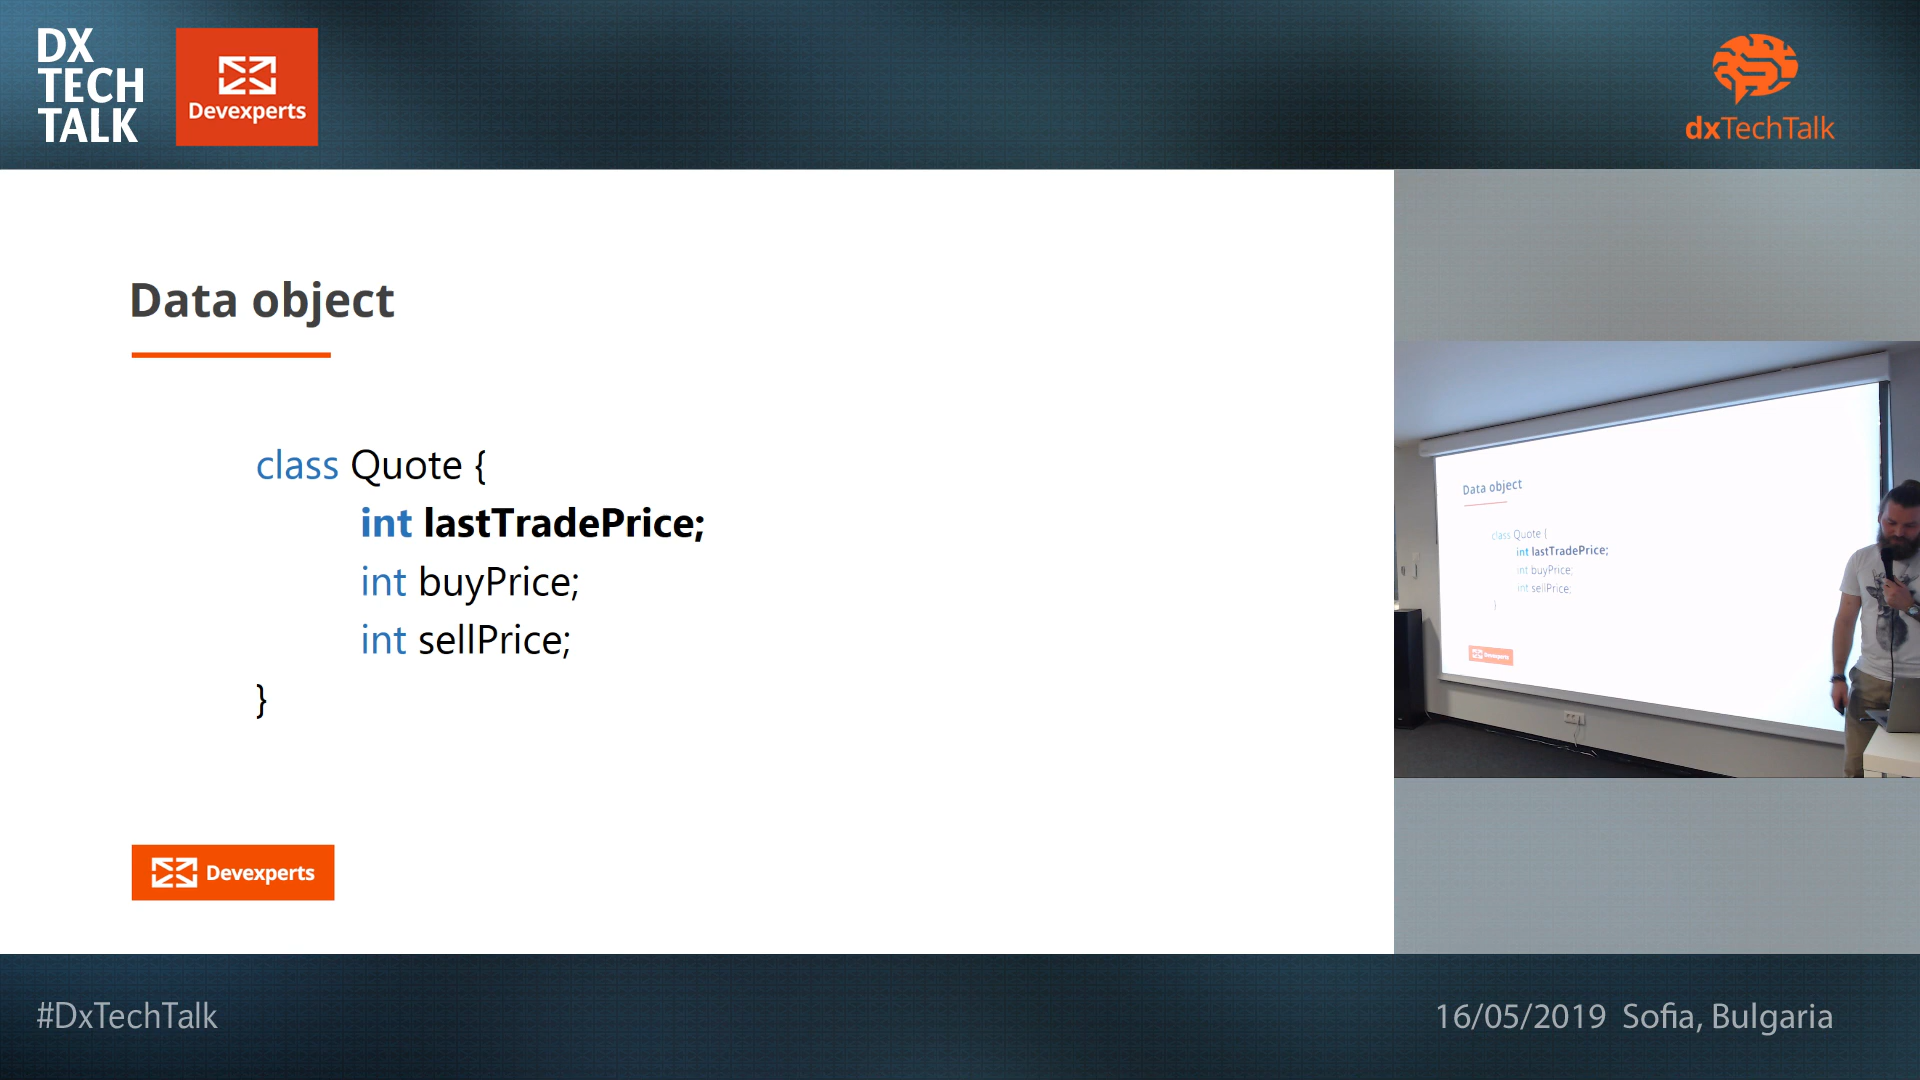 DX
TECH
TALK
Devexperts
dxTechTalk
Data object
class Quote {
int lastTradePrice;
int buyPrice;
int sellPrice;
}
Devexperts
Data object
class Quote {
int lastTradePrice;
int buyPrice;
int sellPrice;
}
Devexperts
#DxTechTalk
16/05/2019 Sofia, Bulgaria